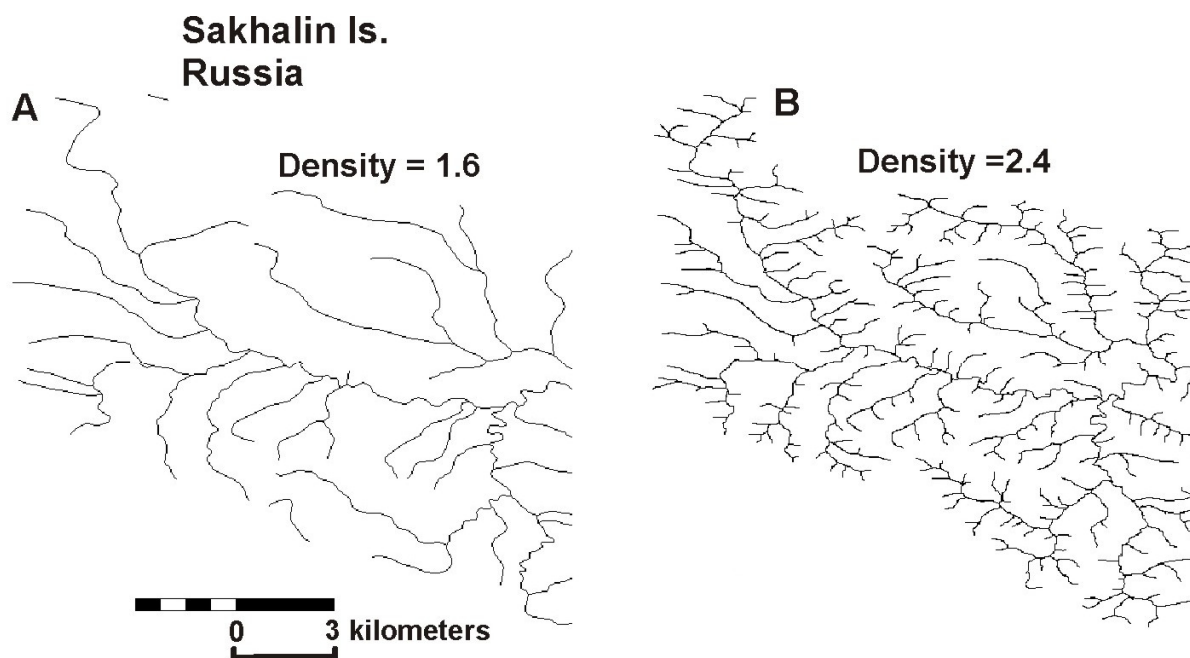 Sakhalin Is.
Russia
A
B
Density = 1.6
Density =2.4
0 3 kilometers